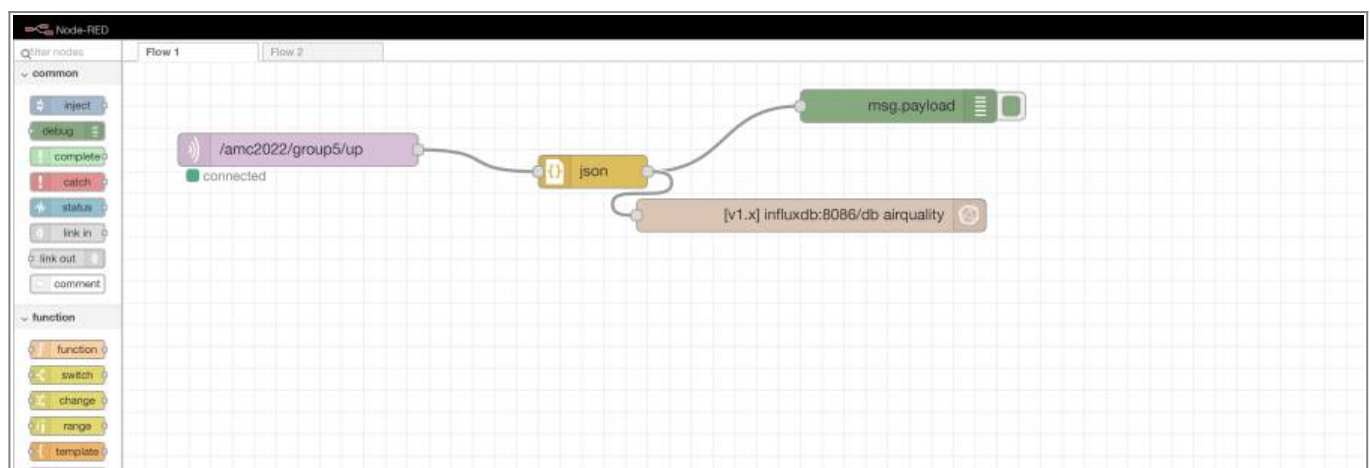 Node-RED
filter nodes
Flow 1
Flow 2
common
inject
debug
complete
catch
status
link in
link out
comment
function
function
switch
change
range
template
/amc2022/group5/up
connected
json
msg.payload
[v1.x] influxdb:8086/db airquality